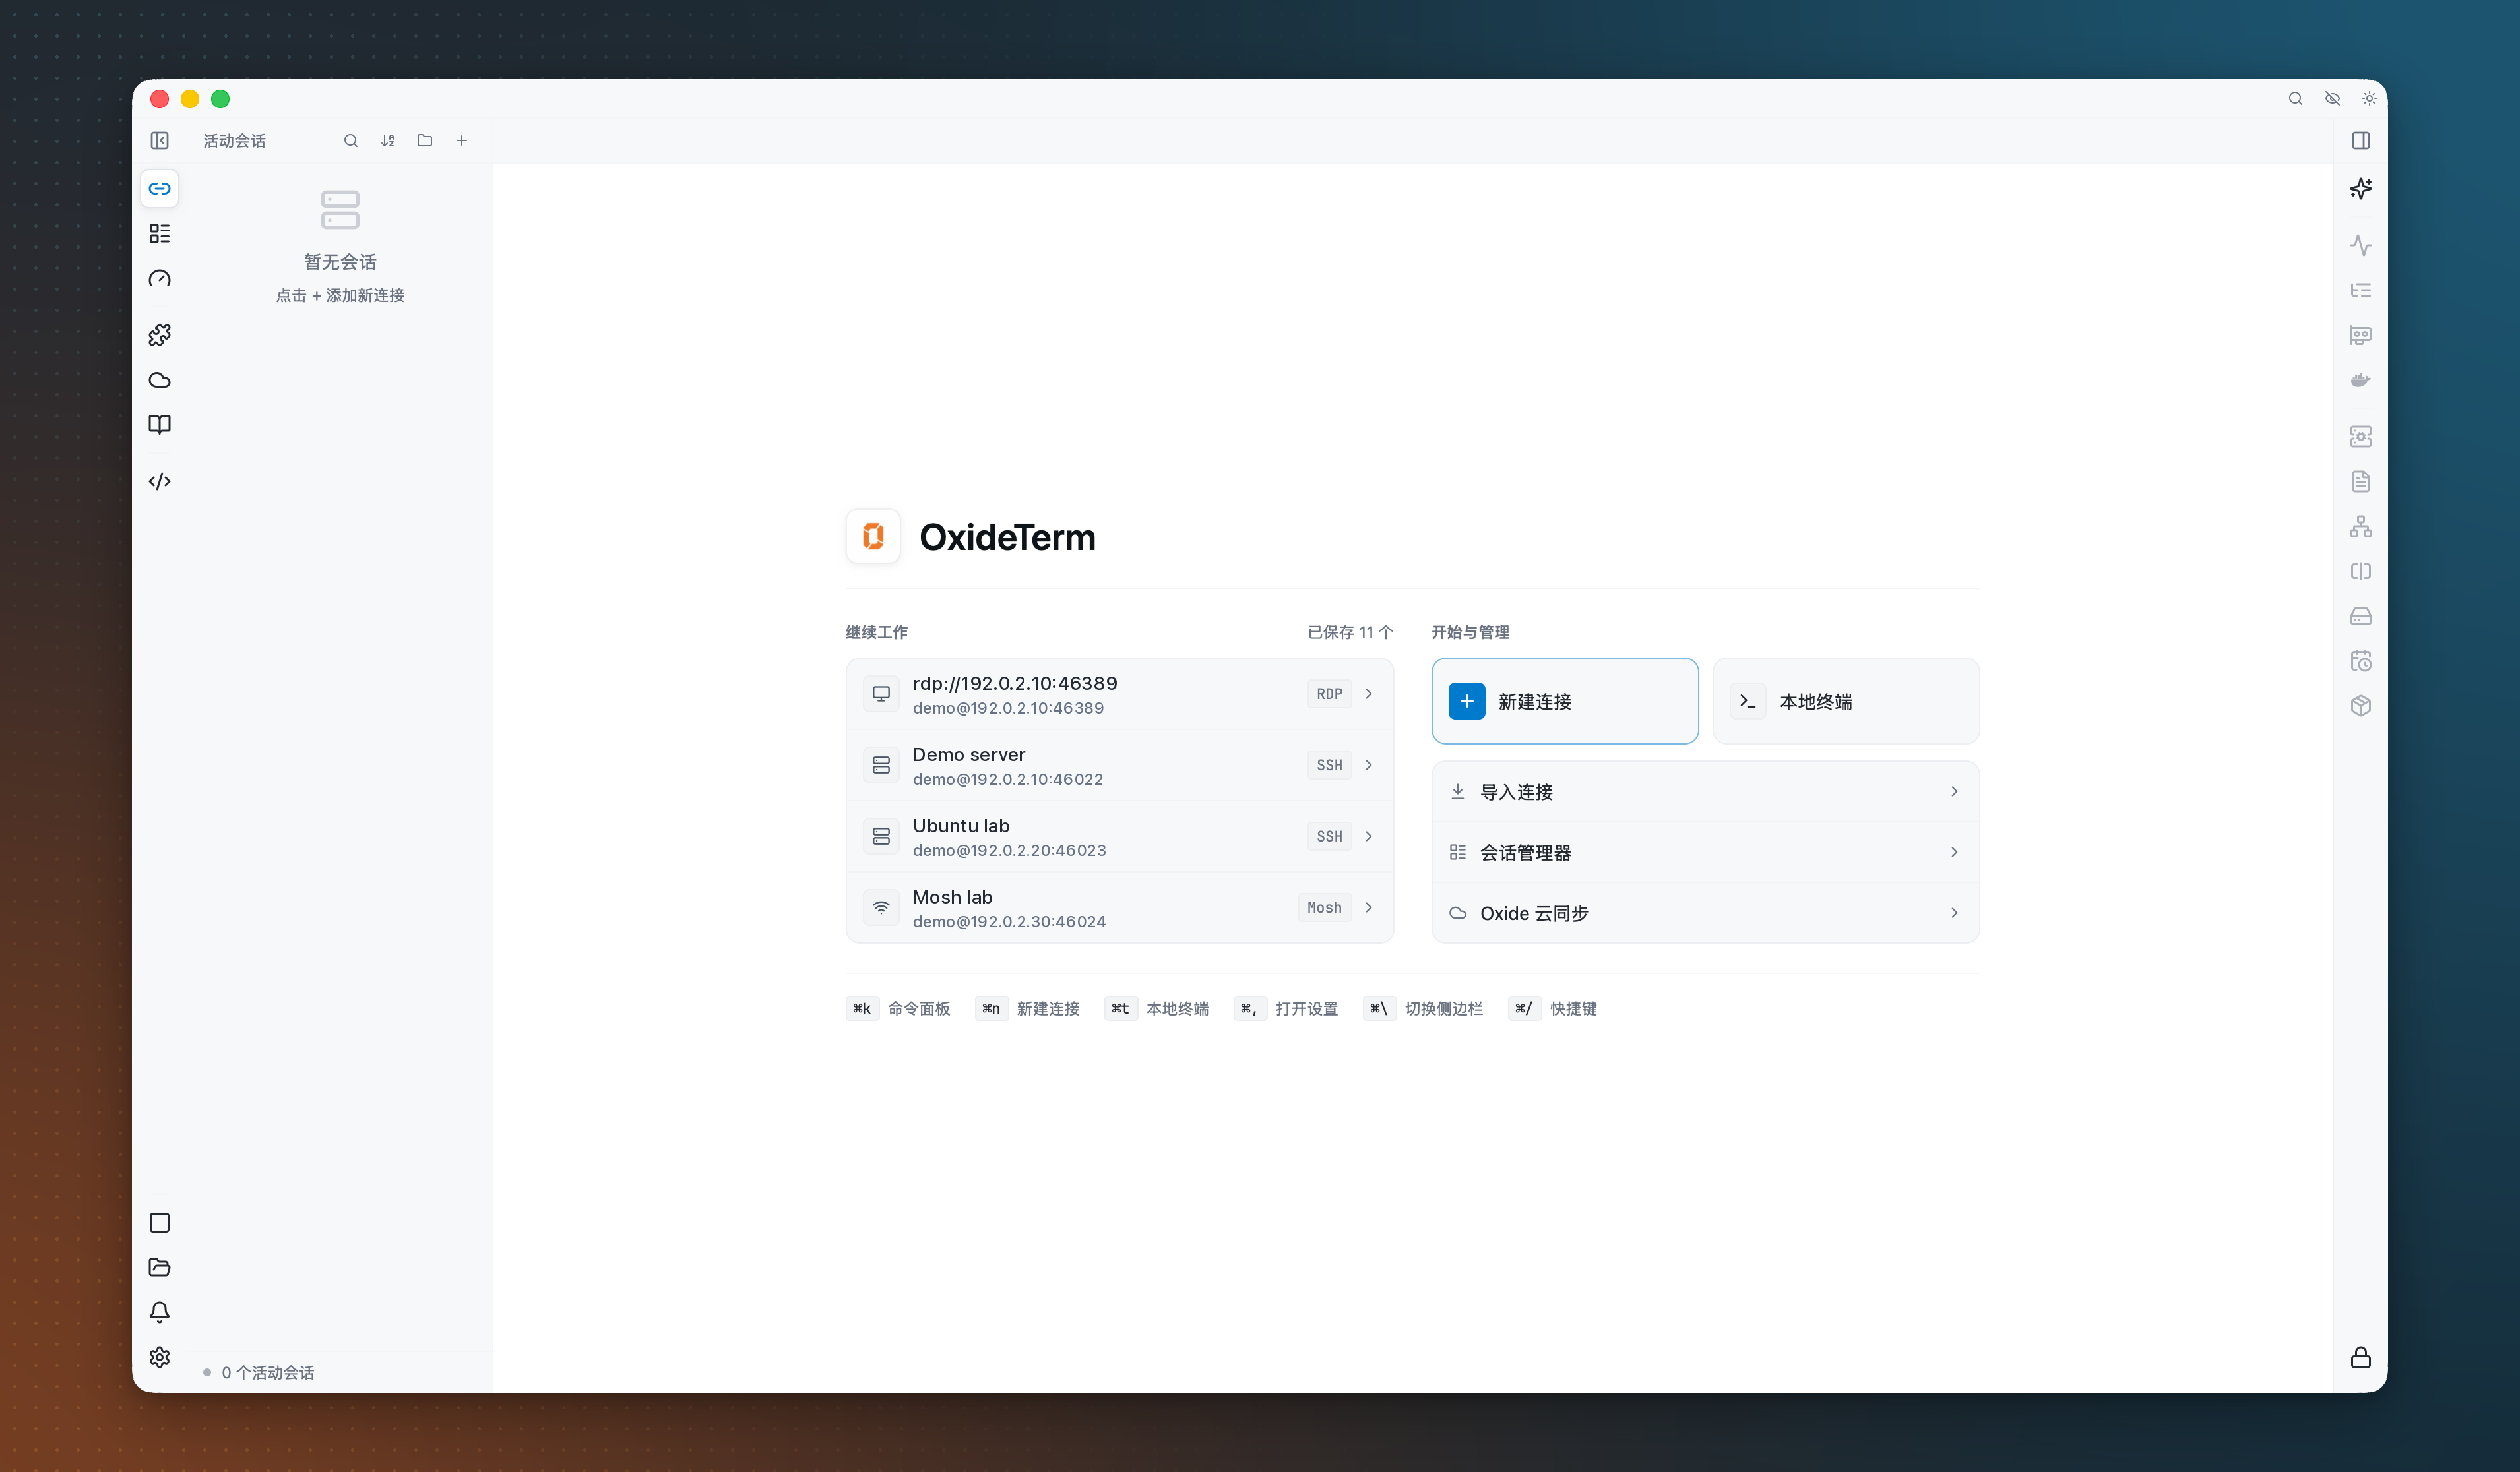 活动会话
暂无会话
点击 + 添加新连接
OxideTerm
继续工作
已保存 11 个
rdp://192.0.2.10:46389
demo@192.0.2.10:46389
RDP
Demo server
demo@192.0.2.10:46022
SSH
Ubuntu lab
demo@192.0.2.20:46023
SSH
Mosh lab
demo@192.0.2.30:46024
Mosh
开始与管理
新建连接
本地终端
导入连接
会话管理器
Oxide 云同步
⌘k 命令面板 ⌘n 新建连接 ⌘t 本地终端 ⌘, 打开设置 ⌘\ 切换侧边栏 ⌘/ 快捷键
0 个活动会话